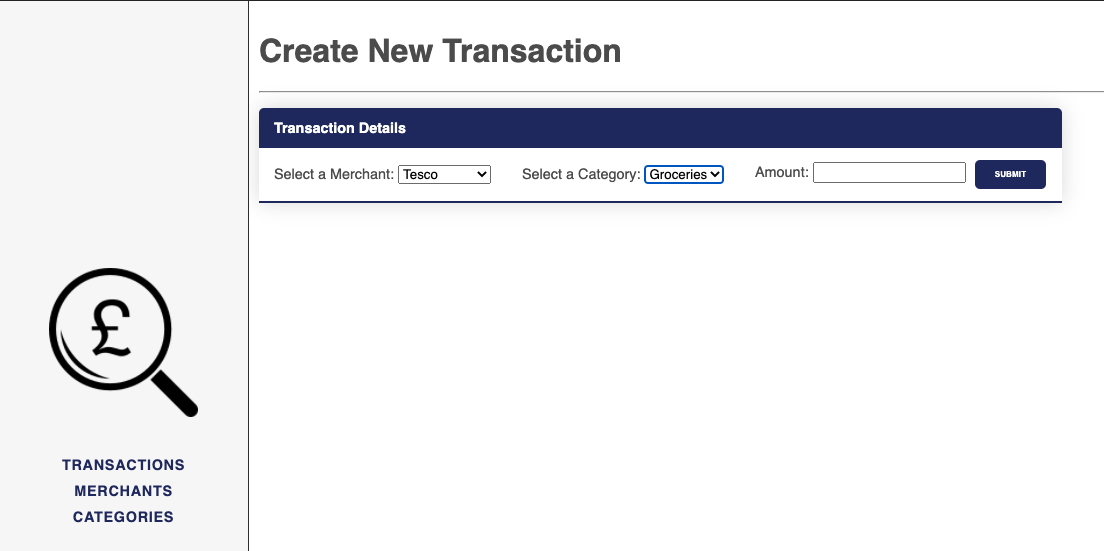 Create New Transaction
Transaction Details
Select a Merchant: Tesco Select a Category: Groceries Amount: SUBMIT
£
TRANSACTIONS
MERCHANTS
CATEGORIES